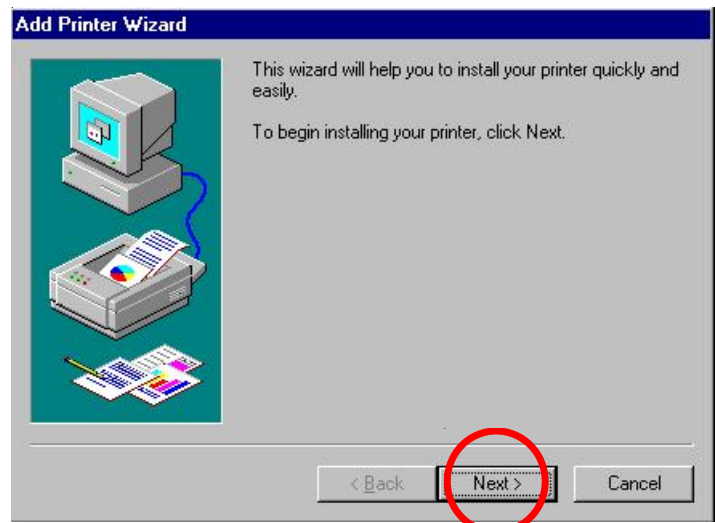 Add Printer Wizard
This wizard will help you to install your printer quickly and
easily.
To begin installing your printer, click Next.
< Back
Next >
Cancel